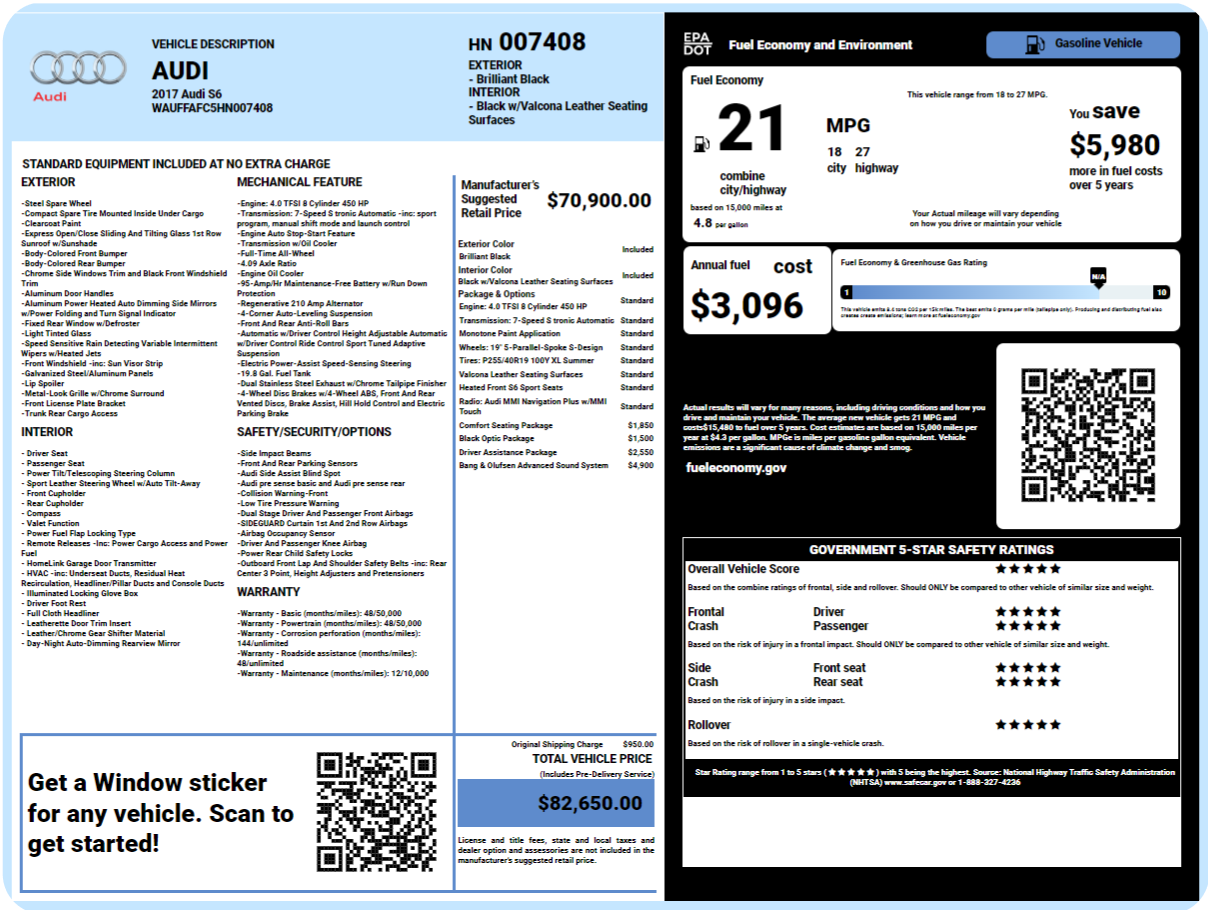 Audi
VEHICLE DESCRIPTION
AUDI
2017 Audi S6
WAUFFAFC5HN007408
HN 007408
EXTERIOR
- Brilliant Black
INTERIOR
- Black w/Valcona Leather Seating
Surfaces
STANDARD EQUIPMENT INCLUDED AT NO EXTRA CHARGE
EXTERIOR
-Steel Spare Wheel
-Compact Spare Tire Mounted Inside Under Cargo
-Clearcoat Paint
-Express Open/Close Sliding And Tilting Glass 1st Row
Sunroof w/Sunshade
-Body-Colored Front Bumper
-Body-Colored Rear Bumper
-Chrome Side Windows Trim and Black Front Windshield
Trim
-Aluminum Door Handles
-Aluminum Power Heated Auto Dimming Side Mirrors
w/Power Folding and Turn Signal Indicator
-Fixed Rear Window w/Defroster
-Light Tinted Glass
-Speed Sensitive Rain Detecting Variable Intermittent
Wipers w/Heated Jets
-Front Windshield -inc: Sun Visor Strip
-Galvanized Steel/Aluminum Panels
-Lip Spoiler
-Metal-Look Grille w/Chrome Surround
-Front License Plate Bracket
-Trunk Rear Cargo Access
INTERIOR
- Driver Seat
- Passenger Seat
- Power Tilt/Telescoping Steering Column
- Sport Leather Steering Wheel w/Auto Tilt-Away
- Front Cupholder
- Rear Cupholder
- Compass
- Valet Function
- Power Fuel Flap Locking Type
- Remote Releases -Inc: Power Cargo Access and Power
Fuel
- HomeLink Garage Door Transmitter
- HVAC -inc: Underseat Ducts, Residual Heat
Recirculation, Headliner/Pillar Ducts and Console Ducts
- Illuminated Locking Glove Box
- Driver Foot Rest
- Full Cloth Headliner
- Leatherette Door Trim Insert
- Leather/Chrome Gear Shifter Material
- Day-Night Auto-Dimming Rearview Mirror
MECHANICAL FEATURE
-Engine: 4.0 TFSI 8 Cylinder 450 HP
-Transmission: 7-Speed S tronic Automatic -inc: sport
program, manual shift mode and launch control
-Engine Auto Stop-Start Feature
-Transmission w/Oil Cooler
-Full-Time All-Wheel
-4.09 Axle Ratio
-Engine Oil Cooler
-95-Amp/Hr Maintenance-Free Battery w/Run Down
Protection
-Regenerative 210 Amp Alternator
-4-Corner Auto-Leveling Suspension
-Front And Rear Anti-Roll Bars
-Automatic w/Driver Control Height Adjustable Automatic
w/Driver Control Ride Control Sport Tuned Adaptive
Suspension
-Electric Power-Assist Speed-Sensing Steering
-19.8 Gal. Fuel Tank
-Dual Stainless Steel Exhaust w/Chrome Tailpipe Finisher
-4-Wheel Disc Brakes w/4-Wheel ABS, Front And Rear
Vented Discs, Brake Assist, Hill Hold Control and Electric
Parking Brake
SAFETY/SECURITY/OPTIONS
-Side Impact Beams
-Front And Rear Parking Sensors
-Audi Side Assist Blind Spot
-Audi pre sense basic and Audi pre sense rear
-Collision Warning-Front
-Low Tire Pressure Warning
-Dual Stage Driver And Passenger Front Airbags
-SIDEGUARD Curtain 1st And 2nd Row Airbags
-Airbag Occupancy Sensor
-Driver And Passenger Knee Airbag
-Power Rear Child Safety Locks
-Outboard Front Lap And Shoulder Safety Belts -inc: Rear
Center 3 Point, Height Adjusters and Pretensioners
WARRANTY
-Warranty - Basic (months/miles): 48/50,000
-Warranty - Powertrain (months/miles): 48/50,000
-Warranty - Corrosion perforation (months/miles):
144/unlimited
-Warranty - Roadside assistance (months/miles):
48/unlimited
-Warranty - Maintenance (months/miles): 12/10,000
Manufacturer's
Suggested
Retail Price
$70,900.00
Exterior Color
Brilliant Black Included
Interior Color
Black w/Valcona Leather Seating Surfaces Included
Package & Options
Engine: 4.0 TFSI 8 Cylinder 450 HP Standard
Transmission: 7-Speed S tronic Automatic Standard
Monotone Paint Application Standard
Wheels: 19" 5-Parallel-Spoke S-Design Standard
Tires: P255/40R19 100Y XL Summer Standard
Valcona Leather Seating Surfaces Standard
Heated Front S6 Sport Seats Standard
Radio: Audi MMI Navigation Plus w/MMI
Touch Standard
Comfort Seating Package $1,850
Black Optic Package $1,500
Driver Assistance Package $2,550
Bang & Olufsen Advanced Sound System $4,900
Get a Window sticker
for any vehicle. Scan to
get started!
Original Shipping Charge $950.00
TOTAL VEHICLE PRICE
(Includes Pre-Delivery Service)
$82,650.00
License and title fees, state and local taxes and
dealer option and assessories are not included in the
manufacturer's suggested retail price.
EPA
DOT
Fuel Economy and Environment
Gasoline Vehicle
Fuel Economy
This vehicle range from 18 to 27 MPG.
21
MPG
18 27
city highway
combine
city/highway
based on 15,000 miles at
4.8 per gallon
You save
$5,980
more in fuel costs
over 5 years
Your Actual mileage will vary depending
on how you drive or maintain your vehicle
Annual fuel cost
$3,096
Fuel Economy & Greenhouse Gas Rating
N/A
1
10
Actual results will vary for many reasons, including driving conditions and how you
drive and maintain your vehicle. The average new vehicle gets 21 MPG and
costs$15,480 to fuel over 5 years. Cost estimates are based on 15,000 miles per
year at $4.3 per gallon. MPGe is miles per gasoline gallon equivalent. Vehicle
emissions are a significant cause of climate change and smog.
fueleconomy.gov
GOVERNMENT 5-STAR SAFETY RATINGS
Overall Vehicle Score ★★★★★
Based on the combine ratings of frontal, side and rollover. Should ONLY be compared to other vehicle of similar size and weight.
Frontal Driver ★★★★★
Crash Passenger ★★★★★
Based on the risk of injury in a frontal impact. Should ONLY be compared to other vehicle of similar size and weight.
Side Front seat ★★★★★
Crash Rear seat ★★★★★
Based on the risk of injury in a side impact.
Rollover ★★★★★
Based on the risk of rollover in a single-vehicle crash.
Star Rating range from 1 to 5 stars (★★★★★) with 5 being the highest. Source: National Highway Traffic Safety Administration
(NHTSA) www.safecar.gov or 1-888-327-4236